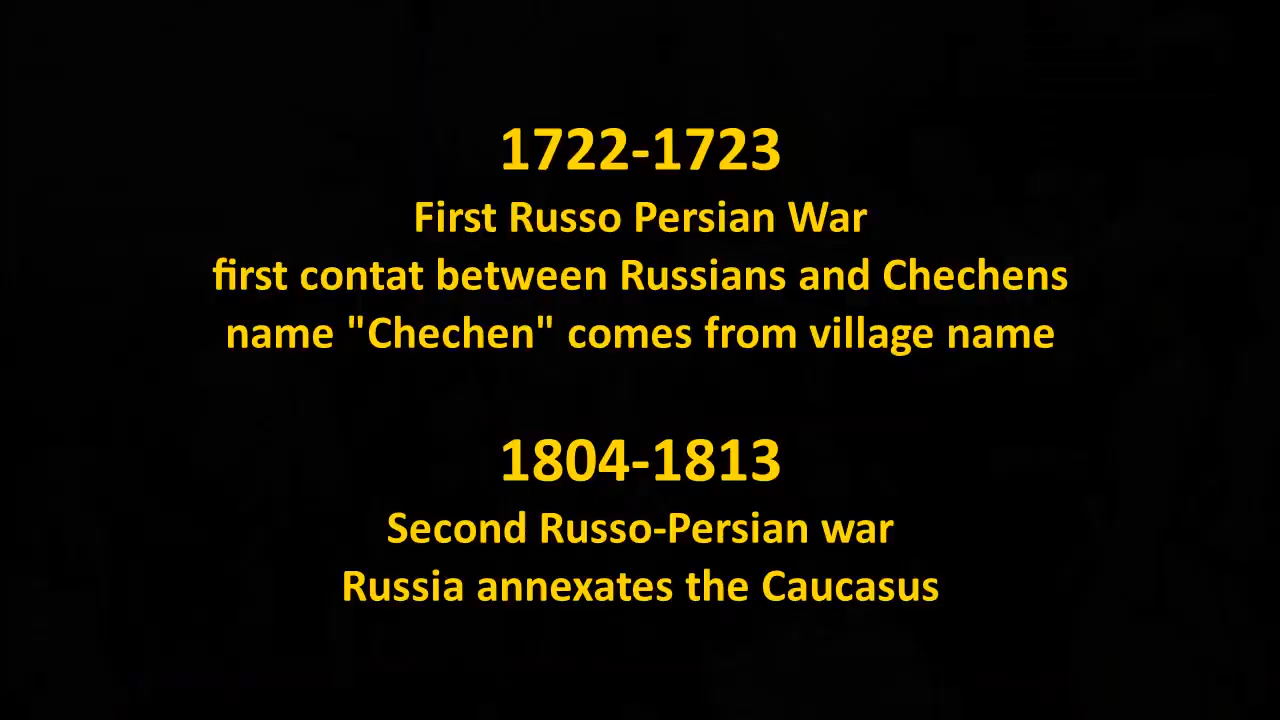 1722-1723
First Russo Persian War
first contat between Russians and Chechens
name "Chechen" comes from village name
1804-1813
Second Russo-Persian war
Russia annexates the Caucasus